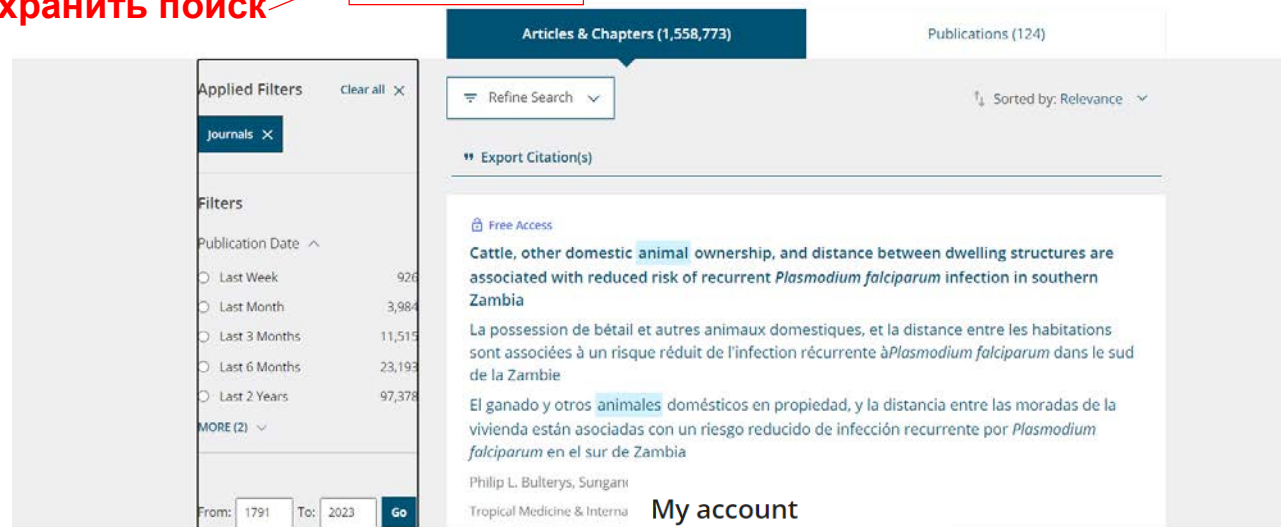 хранить поиск
Articles & Chapters (1,558,773)
Publications (124)
Applied Filters
Clear all ×
Journals ×
Refine Search
Sorted by: Relevance
Export Citation(s)
Filters
Publication Date
Last Week 926
Last Month 3,984
Last 3 Months 11,515
Last 6 Months 23,193
Last 2 Years 97,378
MORE (2)
From: 1791 To: 2023 Go
Free Access
Cattle, other domestic animal ownership, and distance between dwelling structures are
associated with reduced risk of recurrent Plasmodium falciparum infection in southern
Zambia
La possession de bétail et autres animaux domestiques, et la distance entre les habitations
sont associées à un risque réduit de l'infection récurrente àPlasmodium falciparum dans le sud
de la Zambie
El ganado y otros animales domésticos en propiedad, y la distancia entre las moradas de la
vivienda están asociadas con un riesgo reducido de infección recurrente por Plasmodium
falciparum en el sur de Zambia
Philip L. Bulterys,
Tropical Medicine &
My account